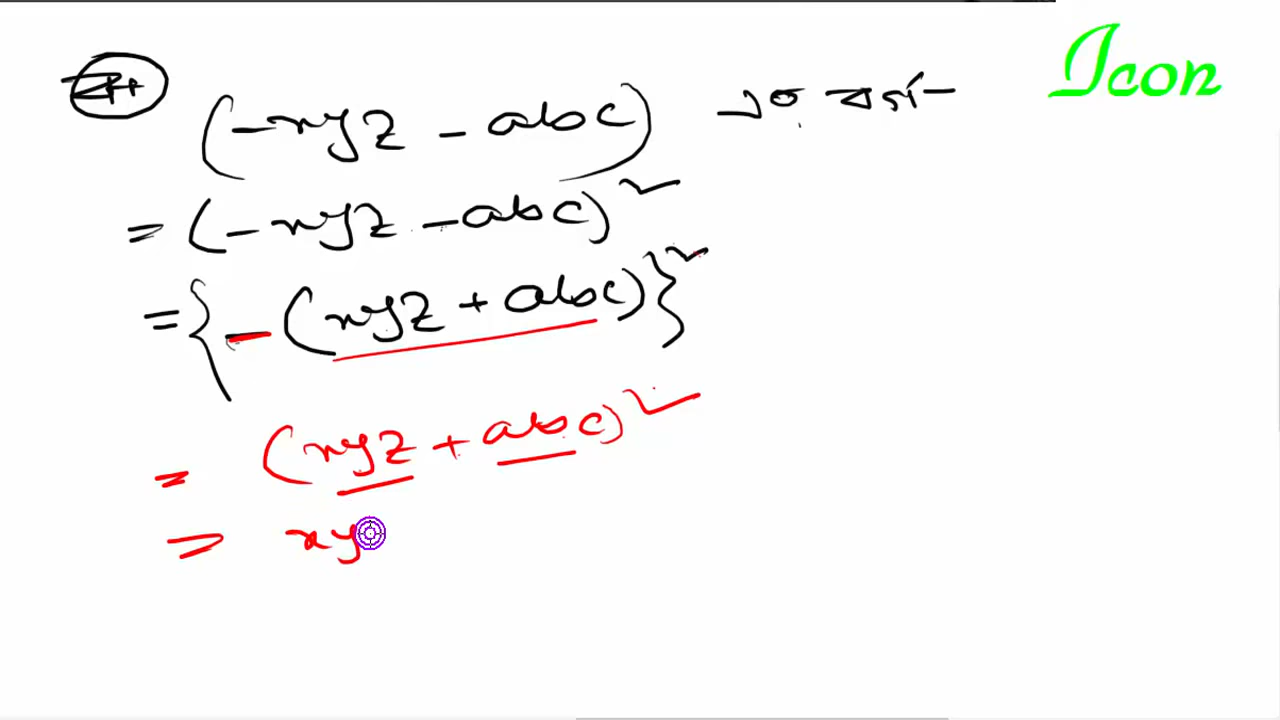 Icon
(-xyz - abc) এর বর্গ
= (-xyz - abc)²
= {-(xyz + abc)}²
= (xyz + abc)²
= xy